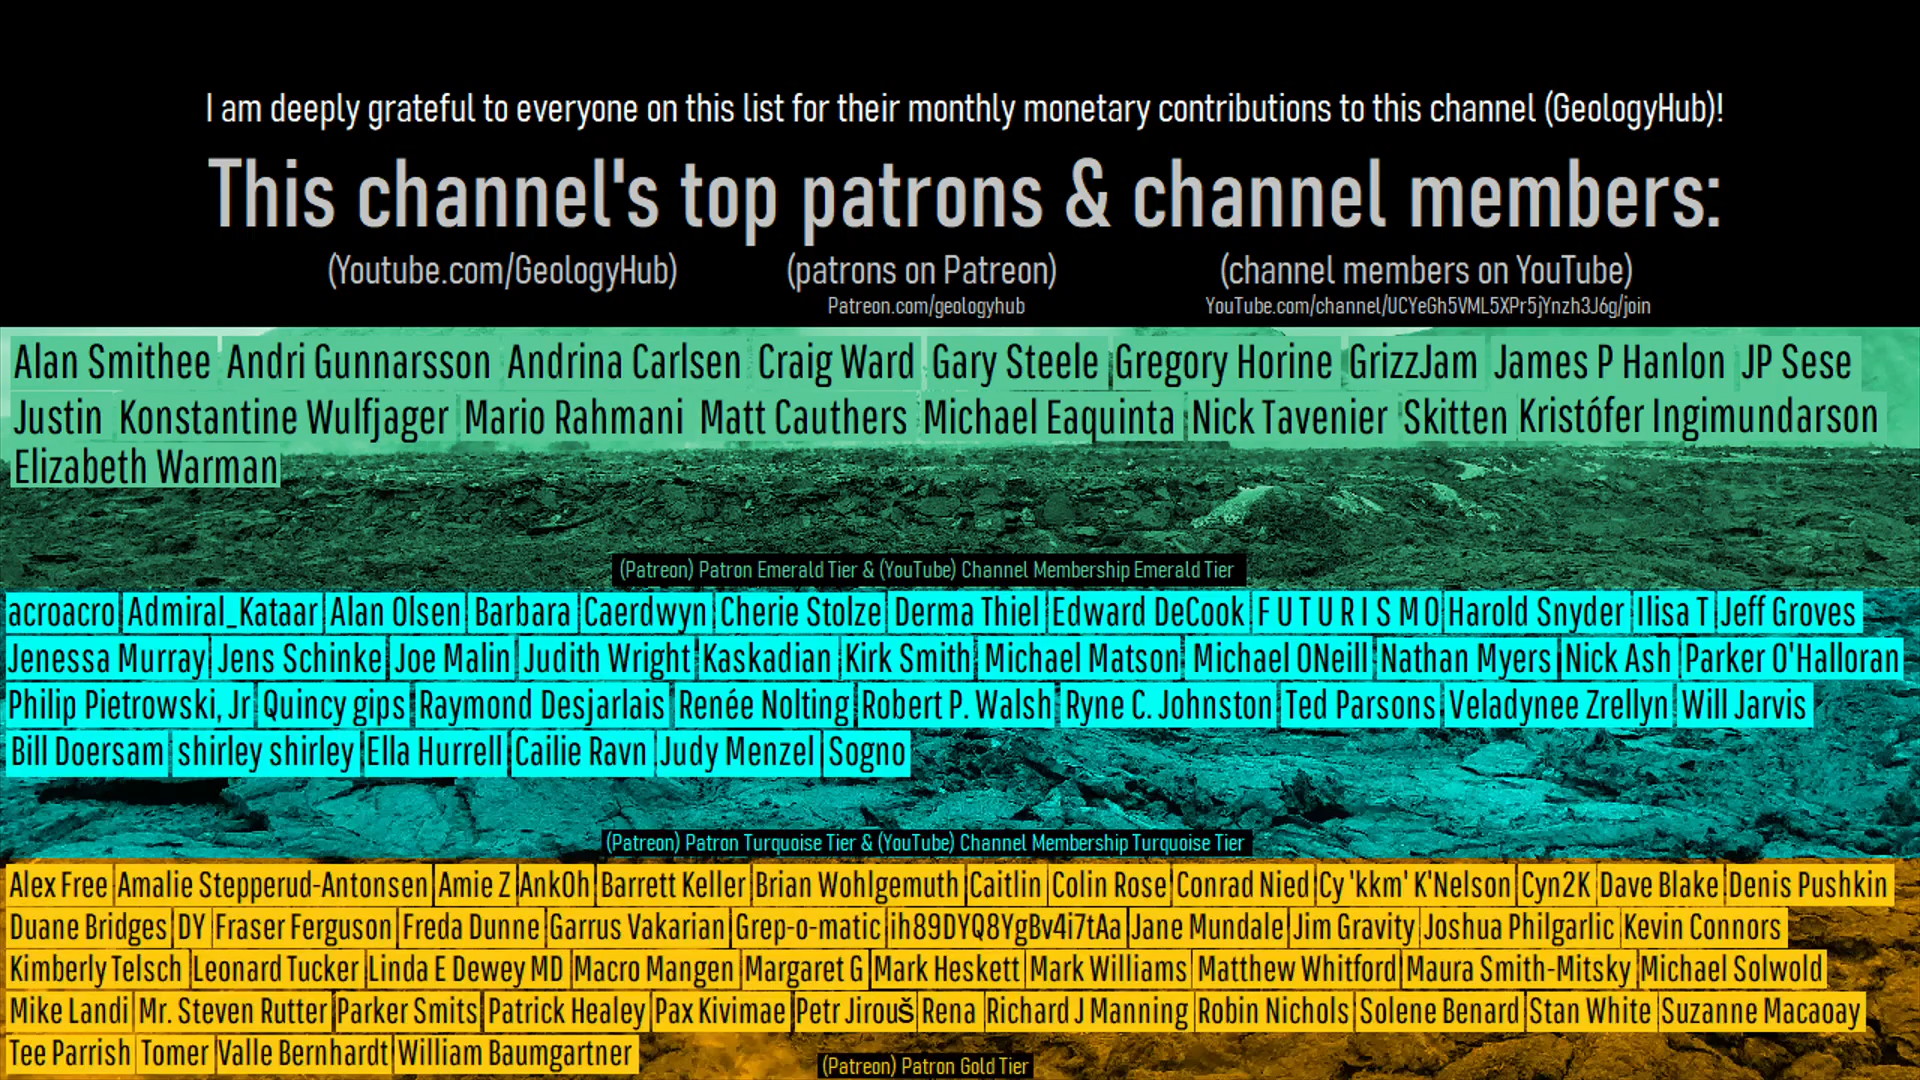 I am deeply grateful to everyone on this list for their monthly monetary contributions to this channel (GeologyHub)!
This channel's top patrons & channel members:
(Youtube.com/GeologyHub) (patrons on Patreon) (channel members on YouTube)
Patreon.com/geologyhub YouTube.com/channel/UCYeGh5VML5XPr5jYnzh3J6g/join
Alan Smithee Andri Gunnarsson Andrina Carlsen Craig Ward Gary Steele Gregory Horine GrizzJam James P Hanlon JP Sese
Justin Konstantine Wulfjager Mario Rahmani Matt Cauthers Michael Eaquinta Nick Tavenier Skitten Kristófer Ingimundarson
Elizabeth Warman
(Patreon) Patron Emerald Tier & (YouTube) Channel Membership Emerald Tier
acroacro Admiral_Kataar Alan Olsen Barbara Caerdwyn Cherie Stolze Derma Thiel Edward DeCook F U T U R I S M O Harold Snyder Ilisa T Jeff Groves
Jenessa Murray Jens Schinke Joe Malin Judith Wright Kaskadian Kirk Smith Michael Matson Michael ONeill Nathan Myers Nick Ash Parker O'Halloran
Philip Pietrowski, Jr Quincy gips Raymond Desjarlais Renée Nolting Robert P. Walsh Ryne C. Johnston Ted Parsons Veladynee Zrellyn Will Jarvis
Bill Doersam shirley shirley Ella Hurrell Cailie Ravn Judy Menzel Sogno
(Patreon) Patron Turquoise Tier & (YouTube) Channel Membership Turquoise Tier
Alex Free Amalie Stepperud-Antonsen Amie Z AnkOh Barrett Keller Brian Wohlgemuth Caitlin Colin Rose Conrad Nied Cy 'kkm' K'Nelson Cyn2K Dave Blake Denis Pushkin
Duane Bridges DY Fraser Ferguson Freda Dunne Garrus Vakarian Grep-o-matic ih89DYQ8YgBv4i7tAa Jane Mundale Jim Gravity Joshua Philgarlic Kevin Connors
Kimberly Telsch Leonard Tucker Linda E Dewey MD Macro Mangen Margaret G Mark Heskett Mark Williams Matthew Whitford Maura Smith-Mitsky Michael Solwold
Mike Landi Mr. Steven Rutter Parker Smits Patrick Healey Pax Kivimae Petr Jirouš Rena Richard J Manning Robin Nichols Solene Benard Stan White Suzanne Macaoay
Tee Parrish Tomer Valle Bernhardt William Baumgartner
(Patreon) Patron Gold Tier